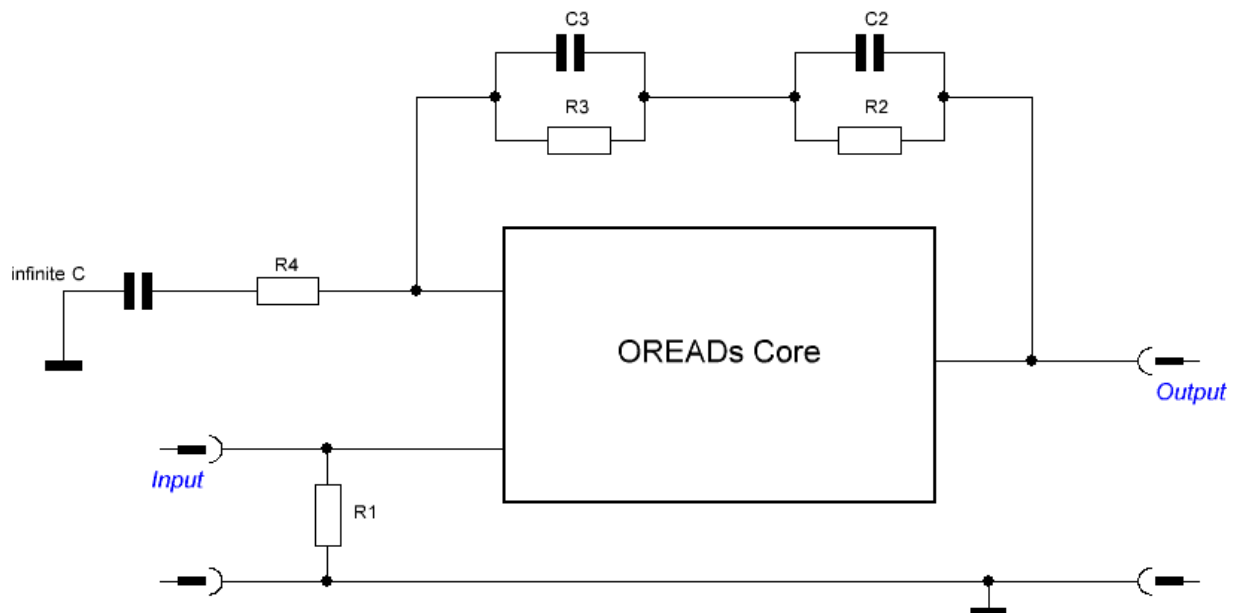 C3
C2
R3
R2
infinite C
R4
OREADs Core
Output
Input
R1